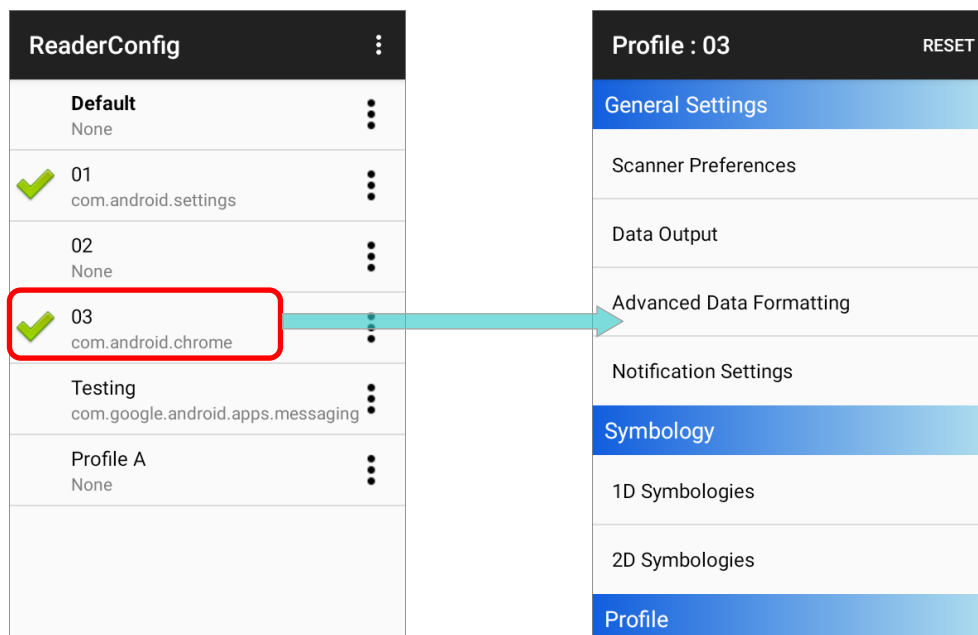 ReaderConfig
Default
None
01
com.android.settings
02
None
03
com.android.chrome
Testing
com.google.android.apps.messaging
Profile A
None
Profile : 03
RESET
General Settings
Scanner Preferences
Data Output
Advanced Data Formatting
Notification Settings
Symbology
1D Symbologies
2D Symbologies
Profile